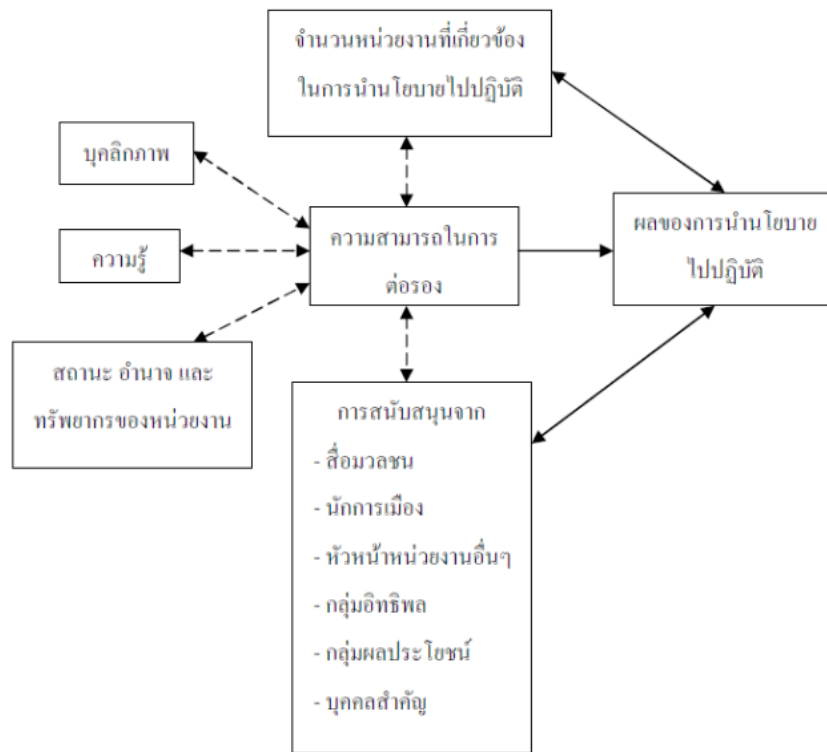 จำนวนหน่วยงานที่เกี่ยวข้อง
ในการนำนโยบายไปปฏิบัติ
บุคลิกภาพ
ความรู้
สถานะ อำนาจ และ
ทรัพยากรของหน่วยงาน
ความสามารถในการ
ต่อรอง
ผลของการนำนโยบาย
ไปปฏิบัติ
การสนับสนุนจาก
- สื่อมวลชน
- นักการเมือง
- หัวหน้าหน่วยงานอื่นๆ
- กลุ่มอิทธิพล
- กลุ่มผลประโยชน์
- บุคคลสำคัญ